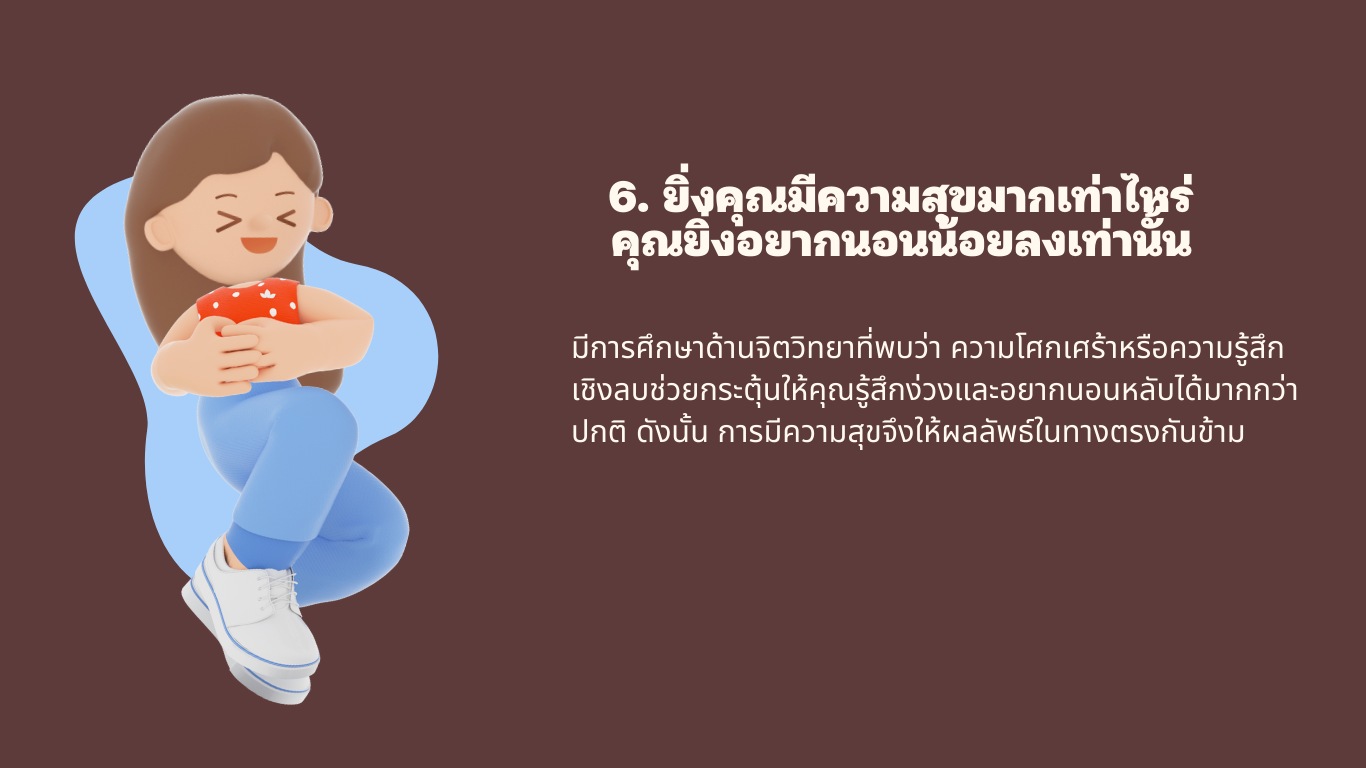 6. ยิ่งคุณมีความสุขมากเท่าไหร่
คุณยิ่งอยากนอนน้อยลงเท่านั้น
มีการศึกษาด้านจิตวิทยาที่พบว่า ความโศกเศร้าหรือความรู้สึก
เชิงลบช่วยกระตุ้นให้คุณรู้สึกง่วงและอยากนอนหลับได้มากกว่า
ปกติ ดังนั้น การมีความสุขจึงให้ผลลัพธ์ในทางตรงกันข้าม